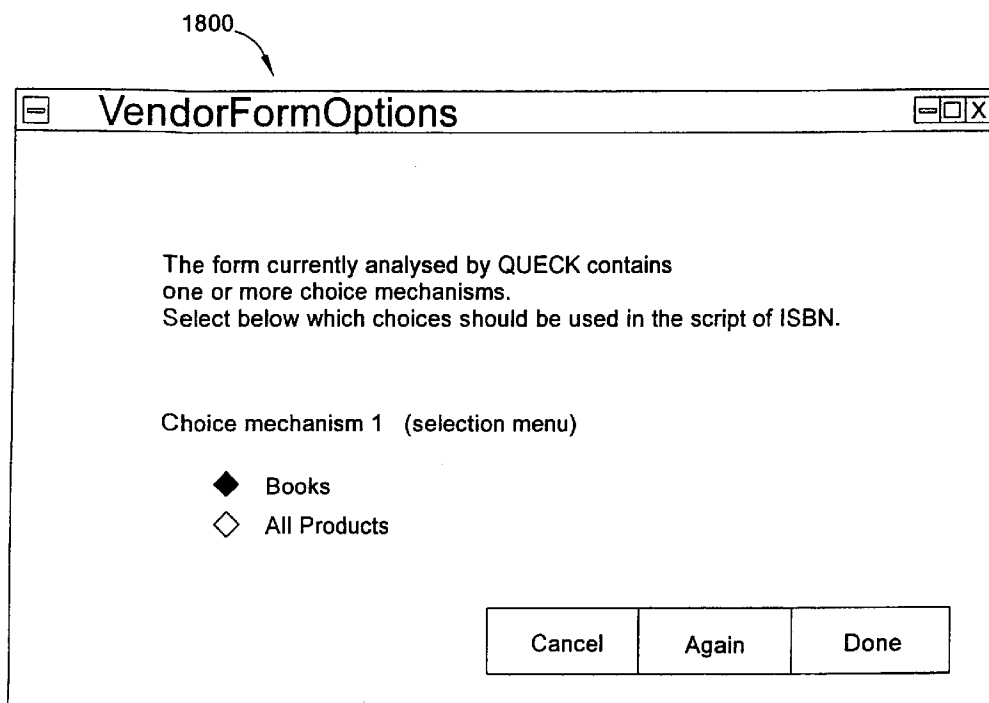 1800
VendorFormOptions
The form currently analysed by QUECK contains
one or more choice mechanisms.
Select below which choices should be used in the script of ISBN.
Choice mechanism 1 (selection menu)
Books
All Products
Cancel Again Done